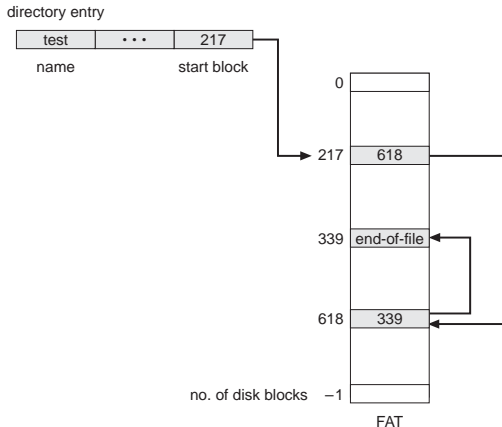 directory entry
test • • • 217
name start block
0
217 618
339 end-of-file
618 339
no. of disk blocks –1
FAT